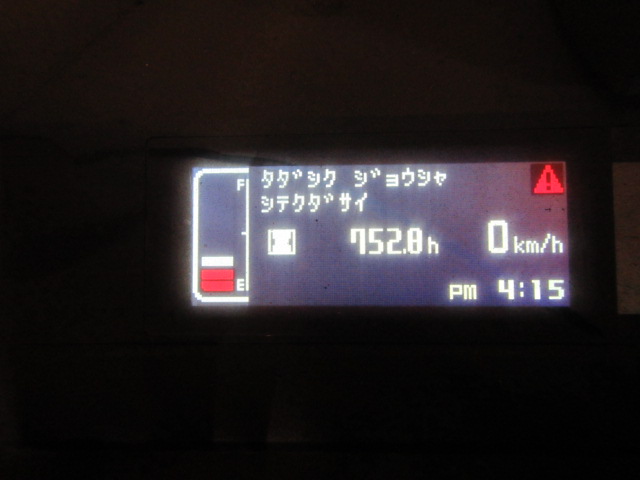 タダシク ジョウシャ
シテクダサイ
F
E
752.8h
0km/h
PM 4:15